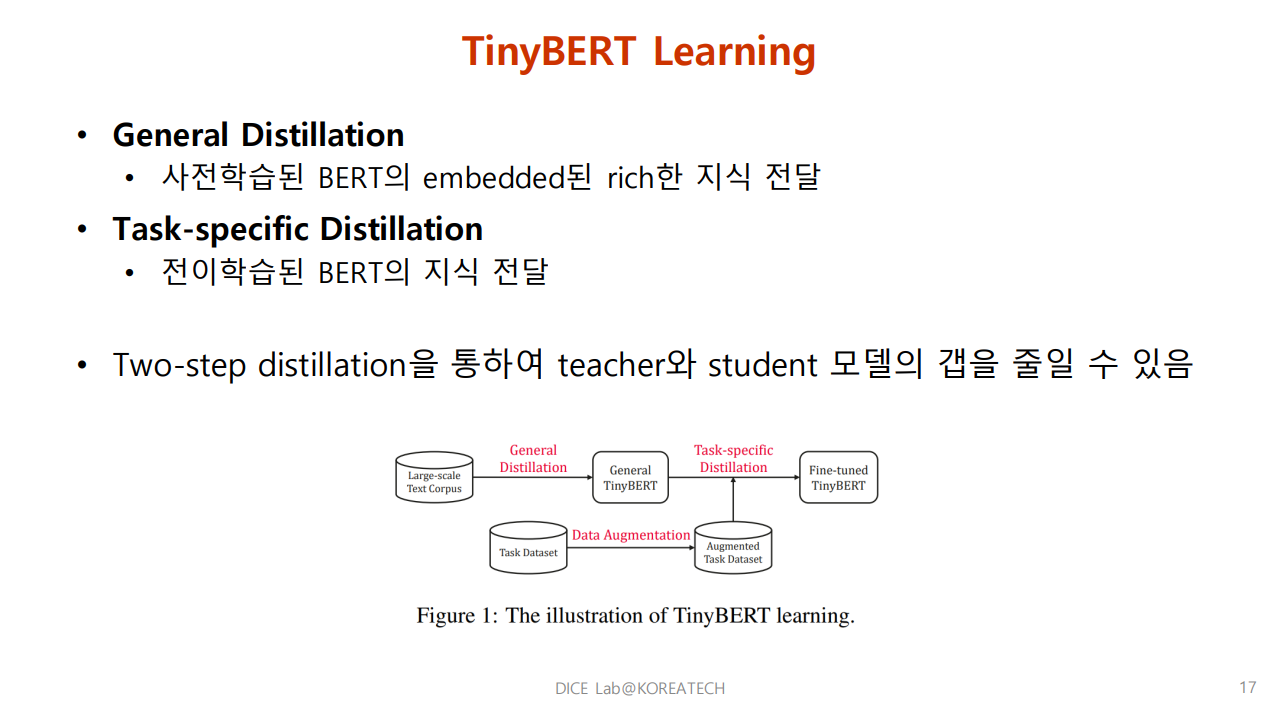 TinyBERT Learning
• General Distillation
• 사전학습된 BERT의 embedded된 rich한 지식 전달
• Task-specific Distillation
• 전이학습된 BERT의 지식 전달
• Two-step distillation을 통하여 teacher와 student 모델의 갭을 줄일 수 있음
General
Distillation
Task-specific
Distillation
Large-scale
Text Corpus
General
TinyBERT
Fine-tuned
TinyBERT
Data Augmentation
Task Dataset
Augmented
Task Dataset
Figure 1: The illustration of TinyBERT learning.
DICE Lab@KOREATECH
17